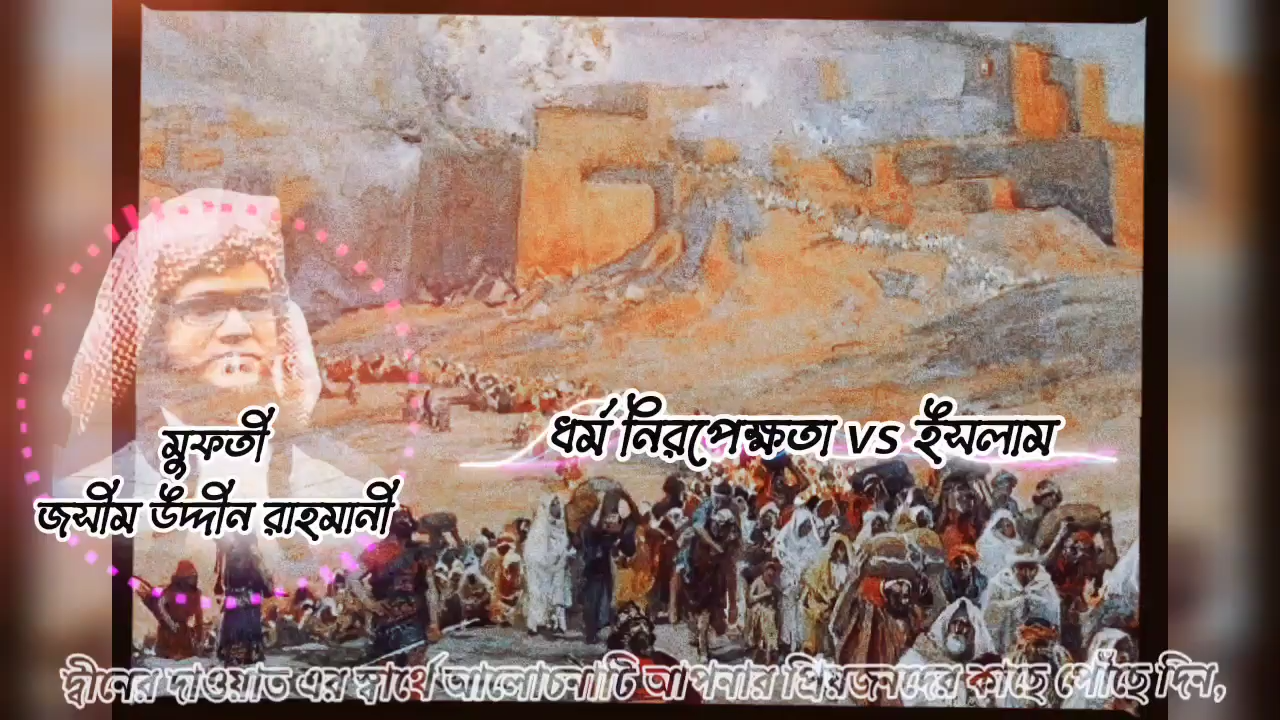 মুফতী
জসীম উদ্দীন রাহমানী
ধর্ম নিরপেক্ষতা vs ইসলাম
দ্বীনের দাওয়াত এর স্বার্থে আলোচনাটি আপনার প্রিয়জনদের কাছে পৌঁছে দিন,